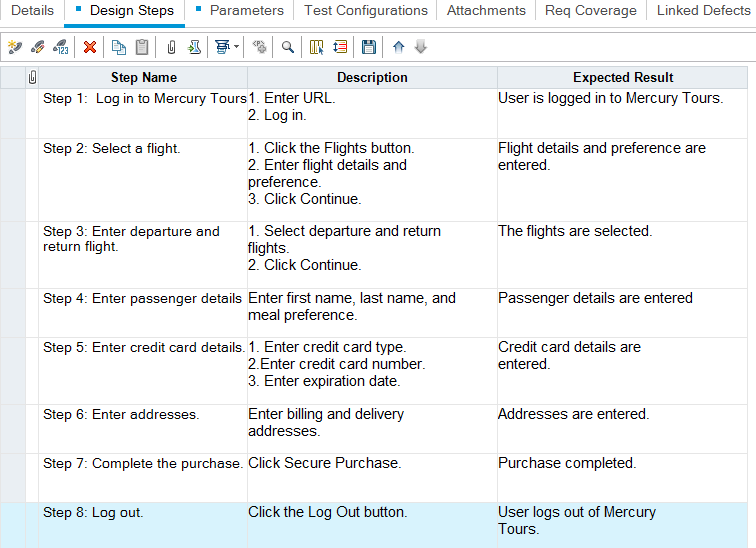 Details Design Steps Parameters Test Configurations Attachments Req Coverage Linked Defects
123
Step Name Description Expected Result
Step 1:  Log in to Mercury Tours 1. Enter URL. User is logged in to Mercury Tours.
2. Log in.
Step 2: Select a flight. 1. Click the Flights button. Flight details and preference are
2. Enter flight details and entered.
preference.
3. Click Continue.
Step 3: Enter departure and 1. Select departure and return The flights are selected.
return flight. flights.
2. Click Continue.
Step 4: Enter passenger details Enter first name, last name, and Passenger details are entered
meal preference.
Step 5: Enter credit card details. 1. Enter credit card type. Credit card details are
2.Enter credit card number. entered.
3. Enter expiration date.
Step 6: Enter addresses. Enter billing and delivery Addresses are entered.
addresses.
Step 7: Complete the purchase. Click Secure Purchase. Purchase completed.
Step 8: Log out. Click the Log Out button. User logs out of Mercury
Tours.